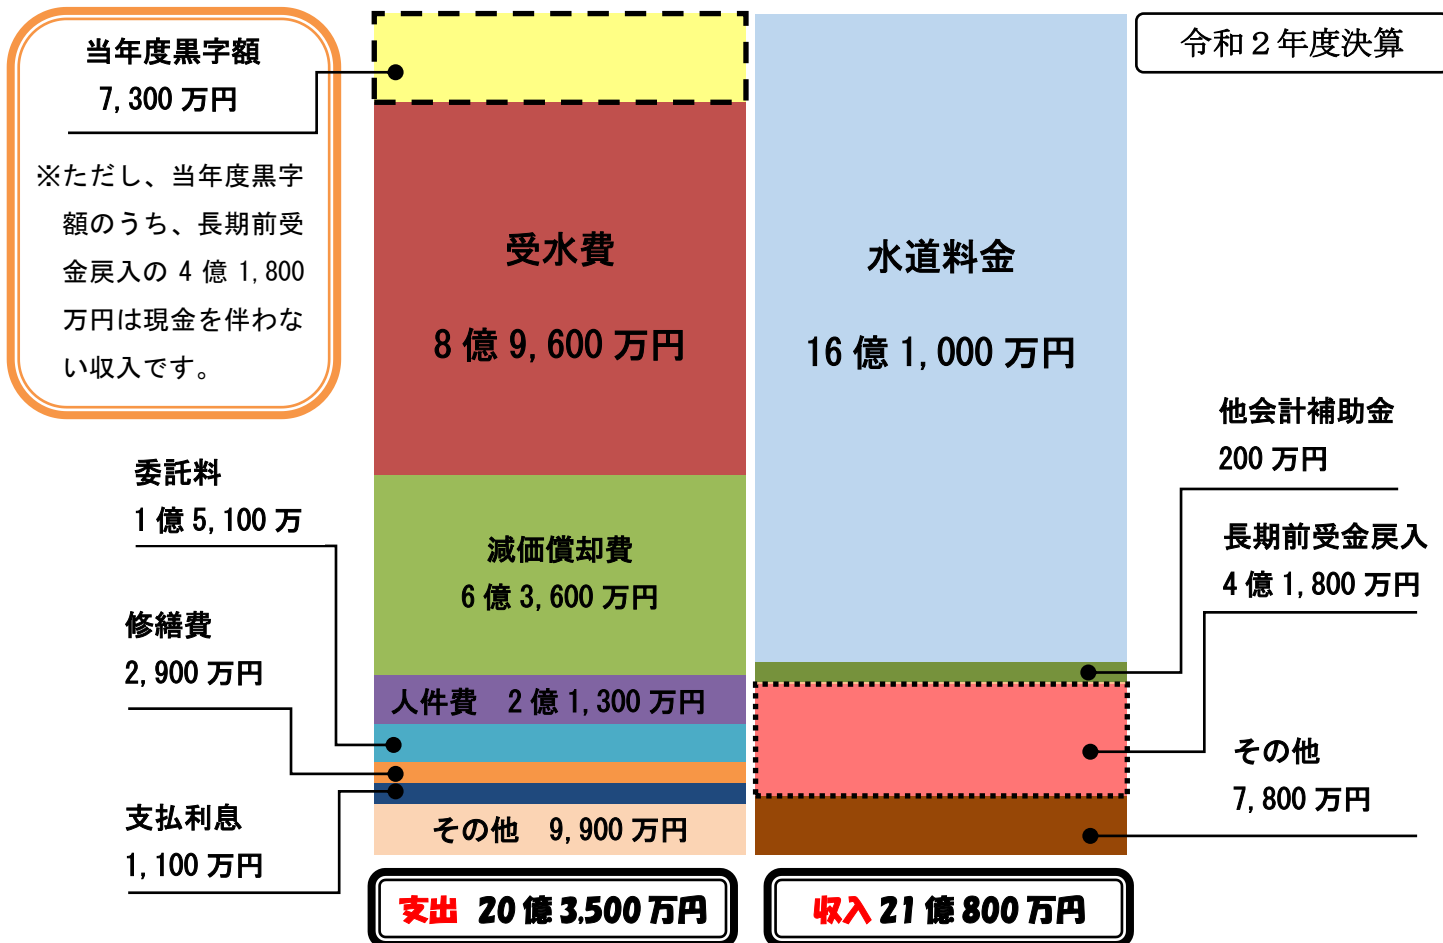 当年度黒字額
7,300 万円
※ただし、当年度黒字
額のうち、長期前受
金戻入の 4 億 1,800
万円は現金を伴わな
い収入です。
令和２年度決算
受水費
8 億 9,600 万円
水道料金
16 億 1,000 万円
他会計補助金
200 万円
長期前受金戻入
4 億 1,800 万円
その他
7,800 万円
委託料
1 億 5,100 万
減価償却費
6 億 3,600 万円
修繕費
2,900 万円
人件費　2 億 1,300 万円
支払利息
1,100 万円
その他　9,900 万円
支出 20 億 3,500 万円
収入 21 億 800 万円